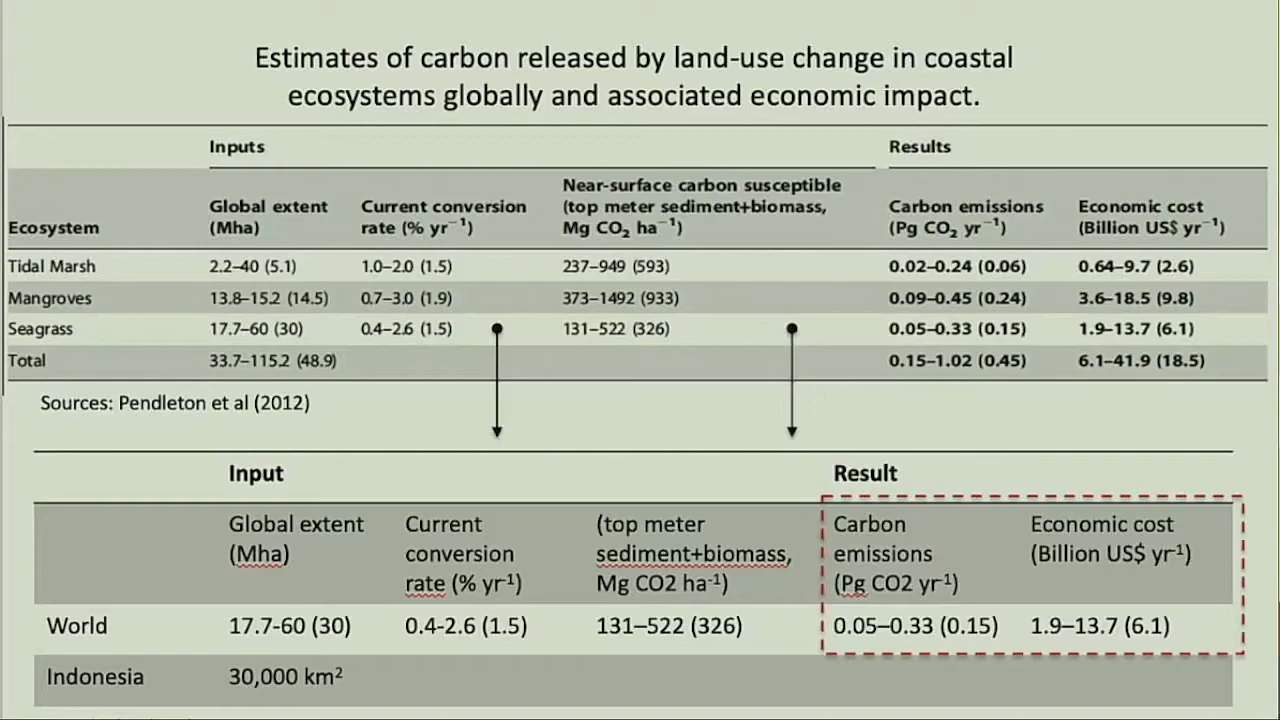 Estimates of carbon released by land-use change in coastal
ecosystems globally and associated economic impact.
Inputs Results
Near-surface carbon susceptible
Global extent Current conversion (top meter sediment+biomass, Carbon emissions Economic cost
Ecosystem (Mha) rate (% yr⁻¹) Mg CO₂ ha⁻¹) (Pg CO₂ yr⁻¹) (Billion US$ yr⁻¹)
Tidal Marsh 2.2–40 (5.1) 1.0–2.0 (1.5) 237–949 (593) 0.02–0.24 (0.06) 0.64–9.7 (2.6)
Mangroves 13.8–15.2 (14.5) 0.7–3.0 (1.9) 373–1492 (933) 0.09–0.45 (0.24) 3.6–18.5 (9.8)
Seagrass 17.7–60 (30) 0.4–2.6 (1.5) 131–522 (326) 0.05–0.33 (0.15) 1.9–13.7 (6.1)
Total 33.7–115.2 (48.9) 0.15–1.02 (0.45) 6.1–41.9 (18.5)
Sources: Pendleton et al (2012)
Input Result
Global extent Current (top meter Carbon Economic cost
(Mha) conversion sediment+biomass, emissions (Billion US$ yr⁻¹)
rate (% yr⁻¹) Mg CO2 ha⁻¹) (Pg CO2 yr⁻¹)
World 17.7-60 (30) 0.4-2.6 (1.5) 131–522 (326) 0.05–0.33 (0.15) 1.9–13.7 (6.1)
Indonesia 30,000 km²